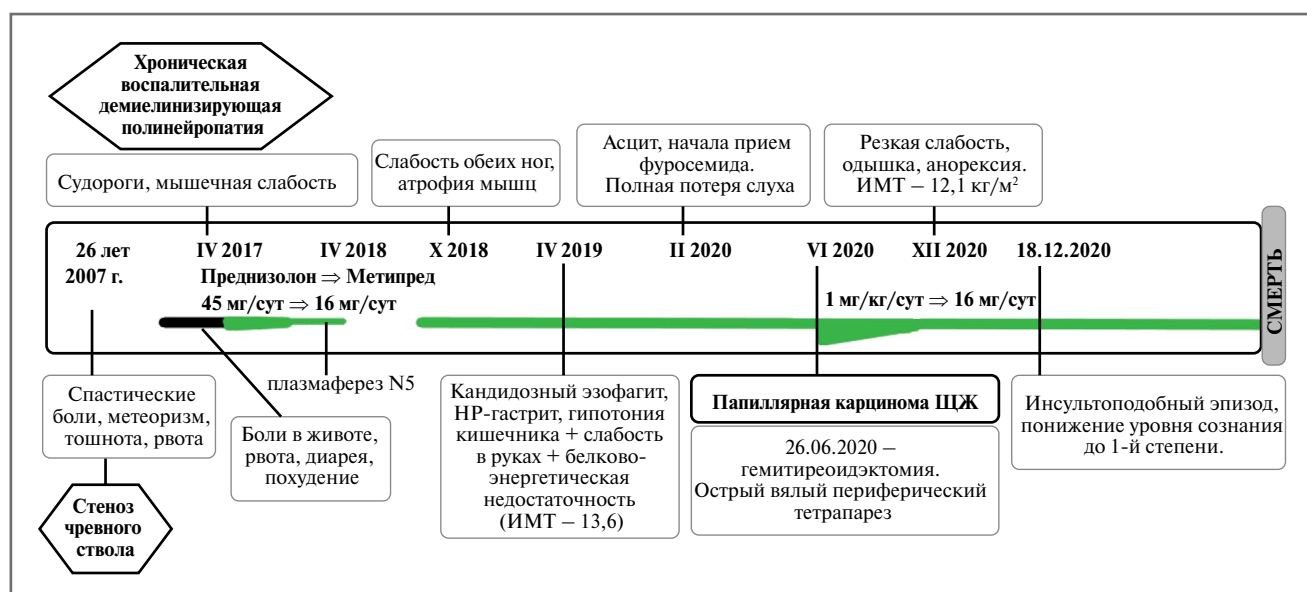 Хроническая
воспалительная
демиелинизирующая
полинейропатия
Судороги, мышечная слабость
Слабость обеих ног,
атрофия мышц
Асцит, начала прием
фуросемида.
Полная потеря слуха
Резкая слабость,
одышка, анорексия.
ИМТ – 12,1 кг/м²
26 лет
2007 г.
IV 2017
IV 2018
X 2018
IV 2019
II 2020
VI 2020
XII 2020
18.12.2020
Преднизолон ⇒ Метипред
45 мг/сут ⇒ 16 мг/сут
1 мг/кг/сут ⇒ 16 мг/сут
СМЕРТЬ
Спастические
боли, метеоризм,
тошнота, рвота
Стеноз
чревного
ствола
плазмаферез N5
Боли в животе,
рвота, диарея,
похудение
Кандидозный эзофагит,
НР-гастрит, гипотония
кишечника + слабость
в руках + белково-
энергетическая
недостаточность
(ИМТ – 13,6)
Папиллярная карцинома ЩЖ
26.06.2020 –
гемитиреоидэктомия.
Острый вялый периферический
тетрапарез
Инсультоподобный эпизод,
понижение уровня сознания
до 1-й степени.